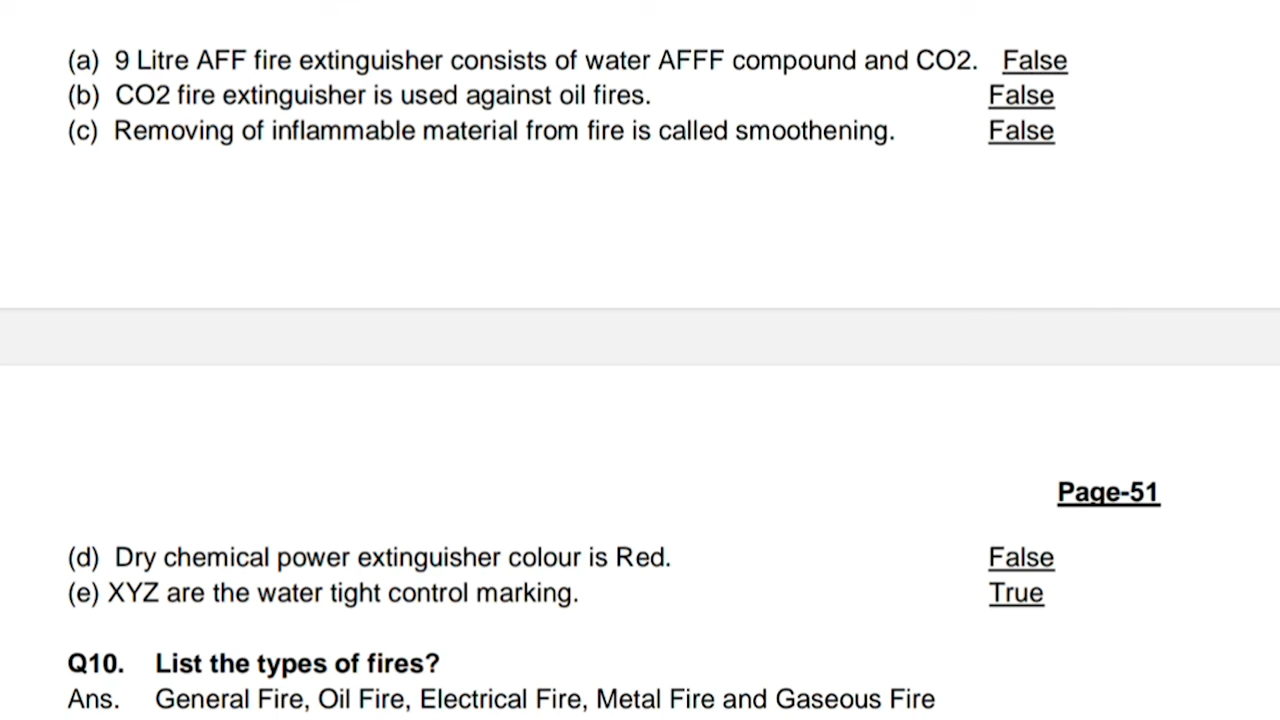 (a) 9 Litre AFF fire extinguisher consists of water AFFF compound and CO2. False
(b) CO2 fire extinguisher is used against oil fires. False
(c) Removing of inflammable material from fire is called smoothening. False
Page-51
(d) Dry chemical power extinguisher colour is Red. False
(e) XYZ are the water tight control marking. True
Q10. List the types of fires?
Ans. General Fire, Oil Fire, Electrical Fire, Metal Fire and Gaseous Fire